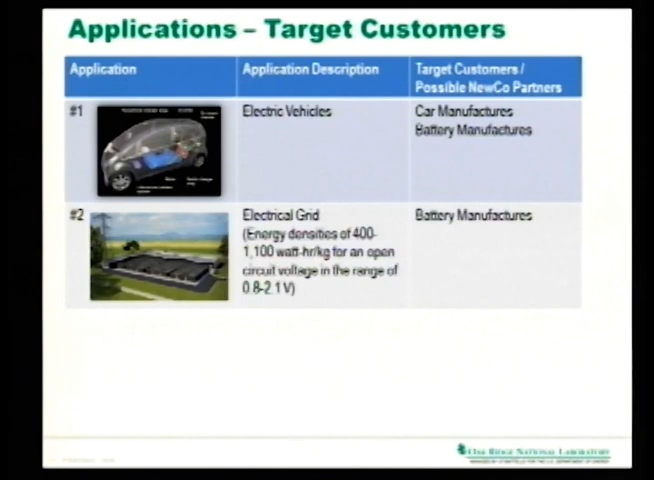 Applications – Target Customers
Application
Application Description
Target Customers /
Possible NewCo Partners
#1
Electric Vehicles
Car Manufactures
Battery Manufactures
#2
Electrical Grid
(Energy densities of 400-
1,100 watt-hr/kg for an open
circuit voltage in the range of
0.8-2.1 V)
Battery Manufactures
OAK RIDGE NATIONAL LABORATORY